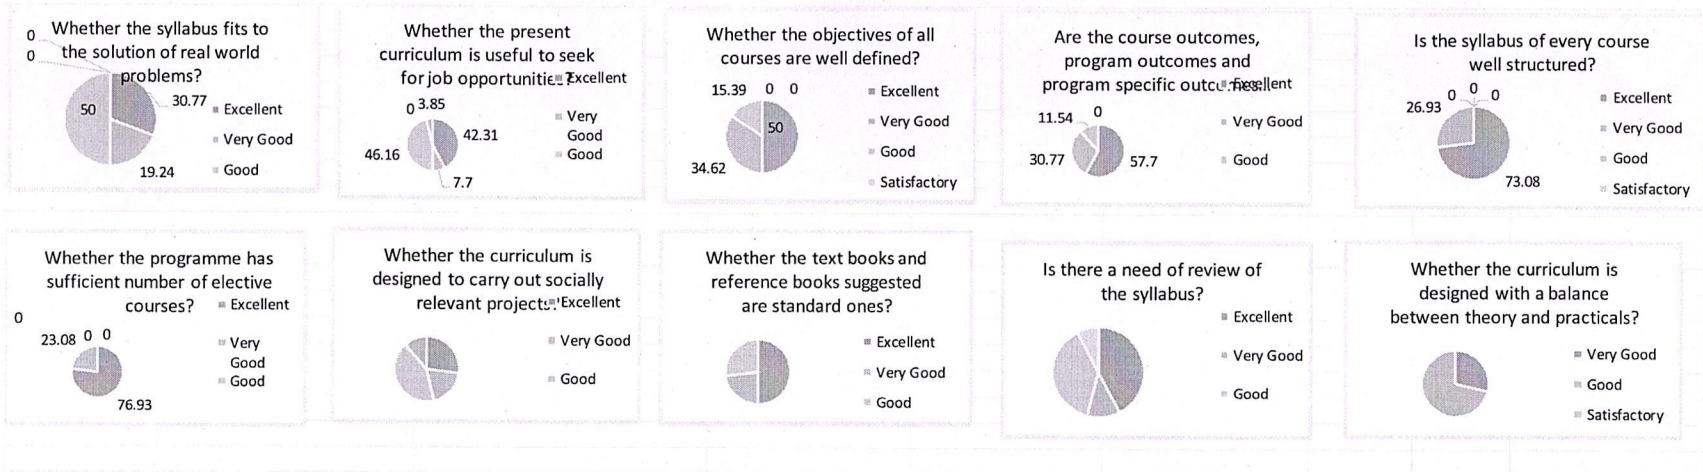 Whether the syllabus fits to
the solution of real world
problems?
0
0
50
30.77
19.24
Excellent
Very Good
Good
Whether the present
curriculum is useful to seek
for job opportunities?
0 3.85
42.31
46.16
7.7
Excellent
Very
Good
Good
Whether the objectives of all
courses are well defined?
15.39 0 0
50
34.62
Excellent
Very Good
Good
Satisfactory
Are the course outcomes,
program outcomes and
program specific
11.54 0
30.77
57.7
Excellent
Very Good
Good
Is the syllabus of every course
well structured?
26.93 0 0 0
73.08
Excellent
Very Good
Good
Satisfactory
Whether the programme has
sufficient number of elective
courses?
0
23.08 0 0
76.93
Excellent
Very
Good
Good
Whether the curriculum is
designed to carry out socially
relevant projects?
Excellent
Very Good
Good
Whether the text books and
reference books suggested
are standard ones?
Excellent
Very Good
Good
Is there a need of review of
the syllabus?
Excellent
Very Good
Good
Whether the curriculum is
designed with a balance
between theory and practicals?
Very Good
Good
Satisfactory